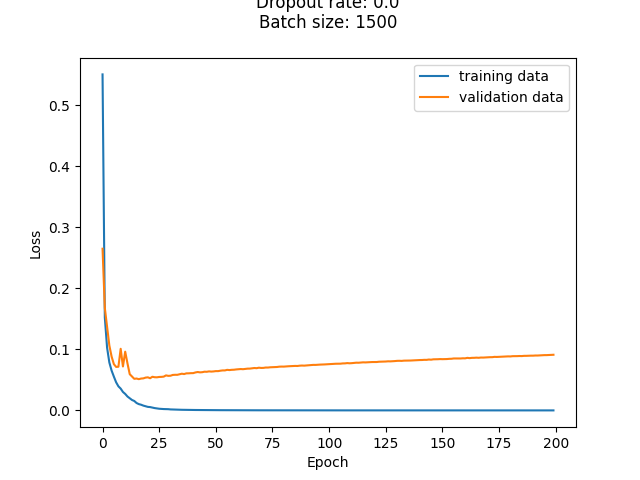 Dropout rate: 0.0
Batch size: 1500
training data
validation data
Loss
0.5
0.4
0.3
0.2
0.1
0.0
0 25 50 75 100 125 150 175 200
Epoch